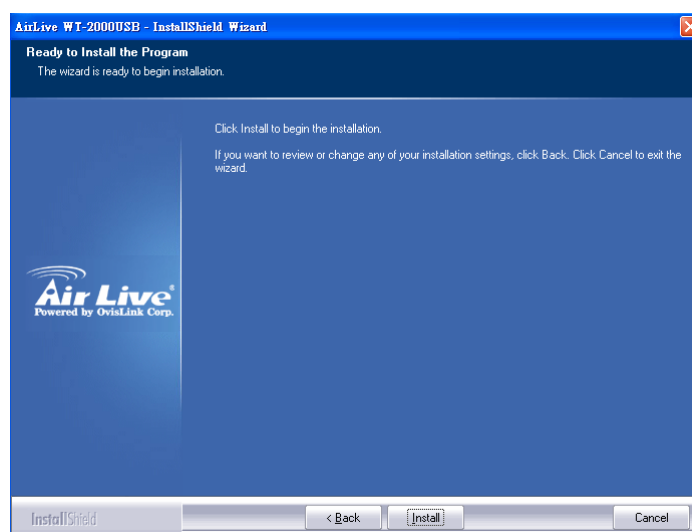 AirLive WT-2000USB - InstallShield Wizard
Ready to Install the Program
The wizard is ready to begin installation.
Click Install to begin the installation.
If you want to review or change any of your installation settings, click Back. Click Cancel to exit the
wizard.
Air Live®
Powered by OvisLink Corp.
InstallShield
< Back
Install
Cancel